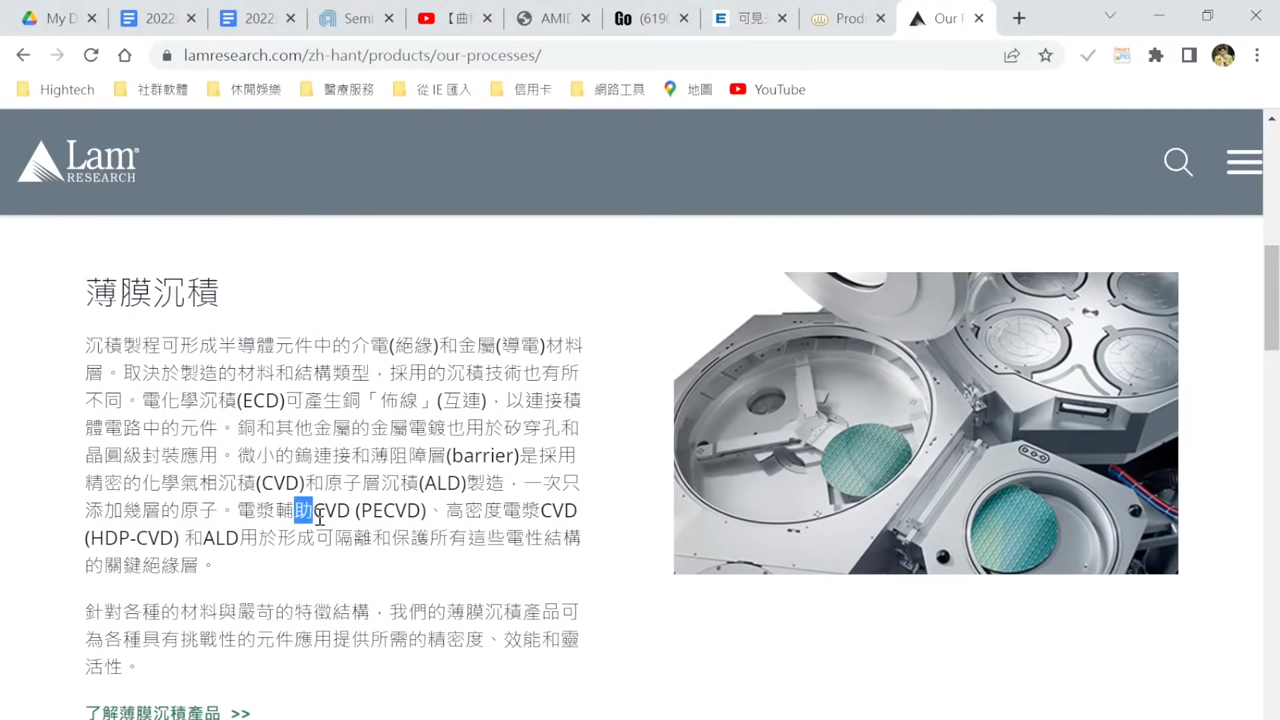 My D
2022
2022
Semi
【曲
AMID
Go (619
可見
Prod
Our P
lamresearch.com/zh-hant/products/our-processes/
Hightech
社群軟體
休閒娛樂
醫療服務
從 IE 匯入
信用卡
網路工具
地圖
YouTube
Lam
RESEARCH
薄膜沉積
沉積製程可形成半導體元件中的介電(絕緣)和金屬(導電)材料
層。取決於製造的材料和結構類型，採用的沉積技術也有所
不同。電化學沉積(ECD)可產生銅「佈線」(互連)，以連接積
體電路中的元件。銅和其他金屬的金屬電鍍也用於矽穿孔和
晶圓級封裝應用。微小的鎢連接和薄阻障層(barrier)是採用
精密的化學氣相沉積(CVD)和原子層沉積(ALD)製造，一次只
添加幾層的原子。電漿輔助CVD (PECVD)、高密度電漿CVD
(HDP-CVD) 和ALD用於形成可隔離和保護所有這些電性結構
的關鍵絕緣層。
針對各種的材料與嚴苛的特徵結構，我們的薄膜沉積產品可
為各種具有挑戰性的元件應用提供所需的精密度、效能和靈
活性。
了解薄膜沉積產品 >>